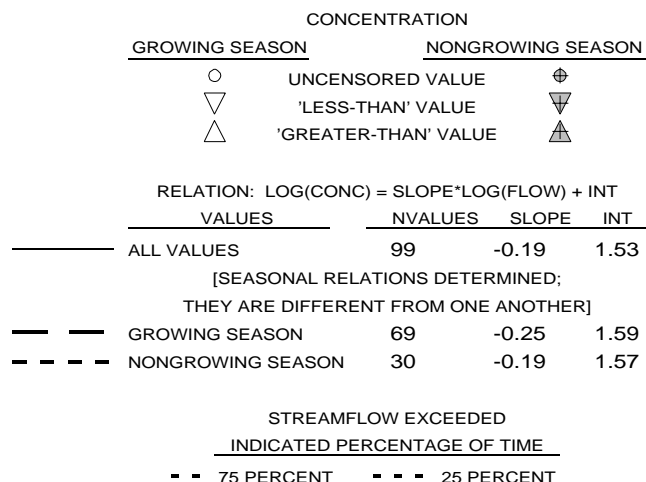 CONCENTRATION
GROWING SEASON NONGROWING SEASON
UNCENSORED VALUE
'LESS-THAN' VALUE
'GREATER-THAN' VALUE
RELATION: LOG(CONC) = SLOPE*LOG(FLOW) + INT
VALUES NVALUES SLOPE INT
ALL VALUES 99 -0.19 1.53
[SEASONAL RELATIONS DETERMINED;
THEY ARE DIFFERENT FROM ONE ANOTHER]
GROWING SEASON 69 -0.25 1.59
NONGROWING SEASON 30 -0.19 1.57
STREAMFLOW EXCEEDED
INDICATED PERCENTAGE OF TIME
75 PERCENT 25 PERCENT